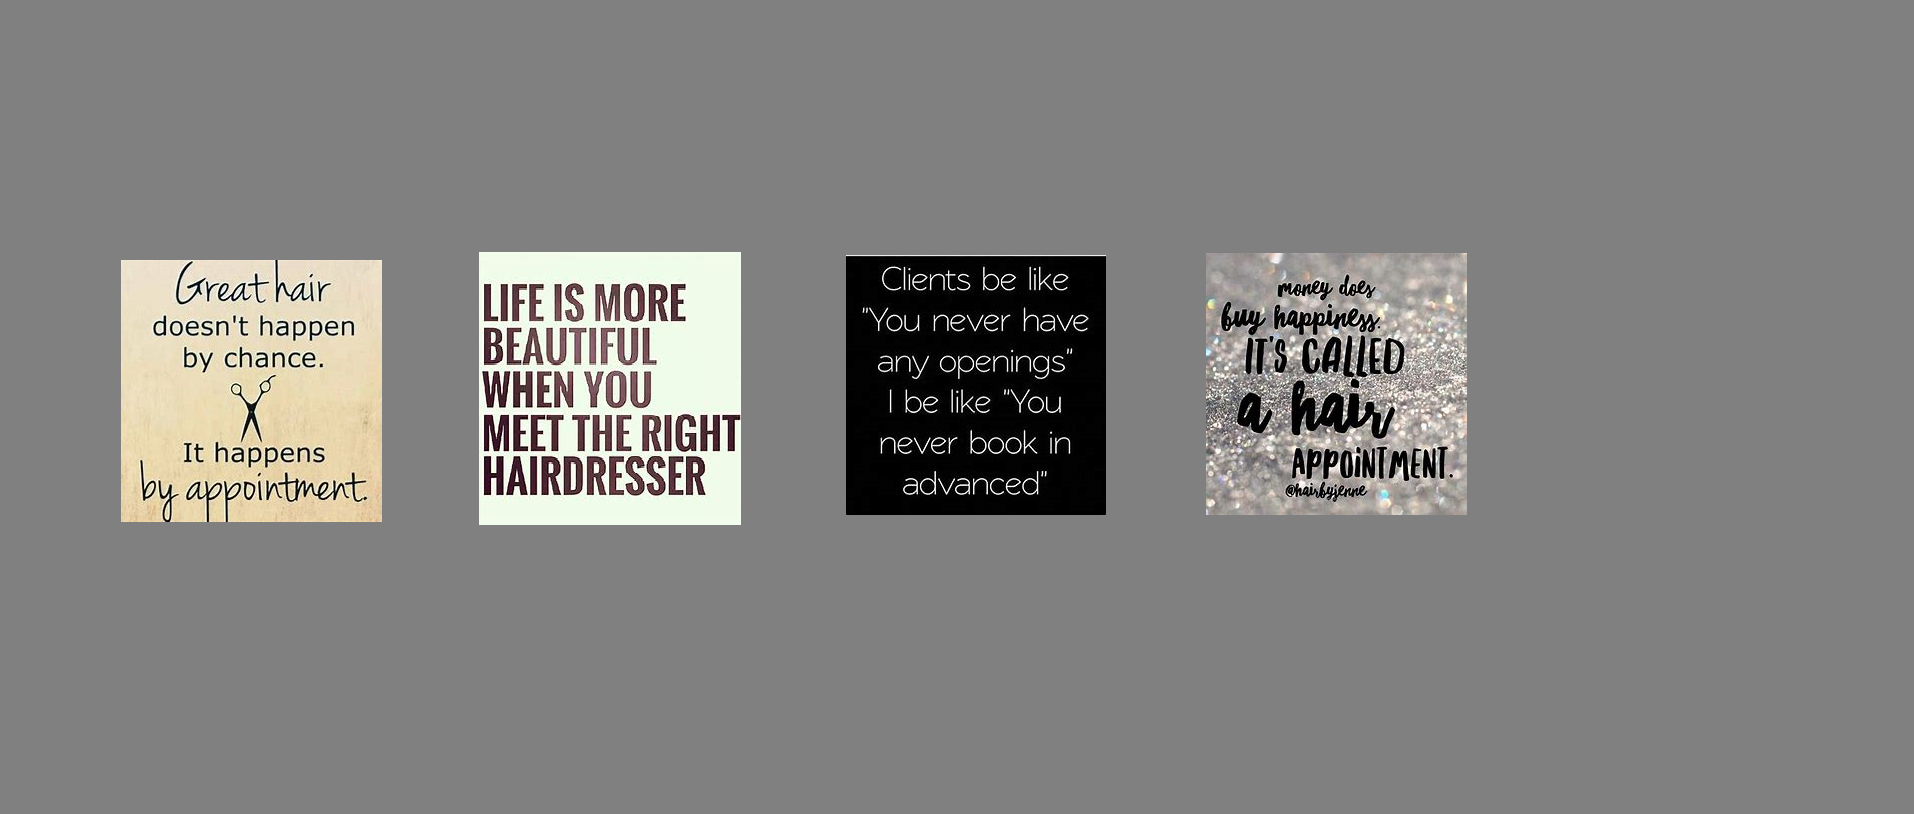 Great hair
doesn't happen
by chance.
It happens
by appointment.
LIFE IS MORE
BEAUTIFUL
WHEN YOU
MEET THE RIGHT
HAIRDRESSER
Clients be like
"You never have
any openings"
I be like "You
never book in
advanced"
money does
buy happiness.
IT'S CALLED
a hair
APPOINTMENT.
@hairbyjenne